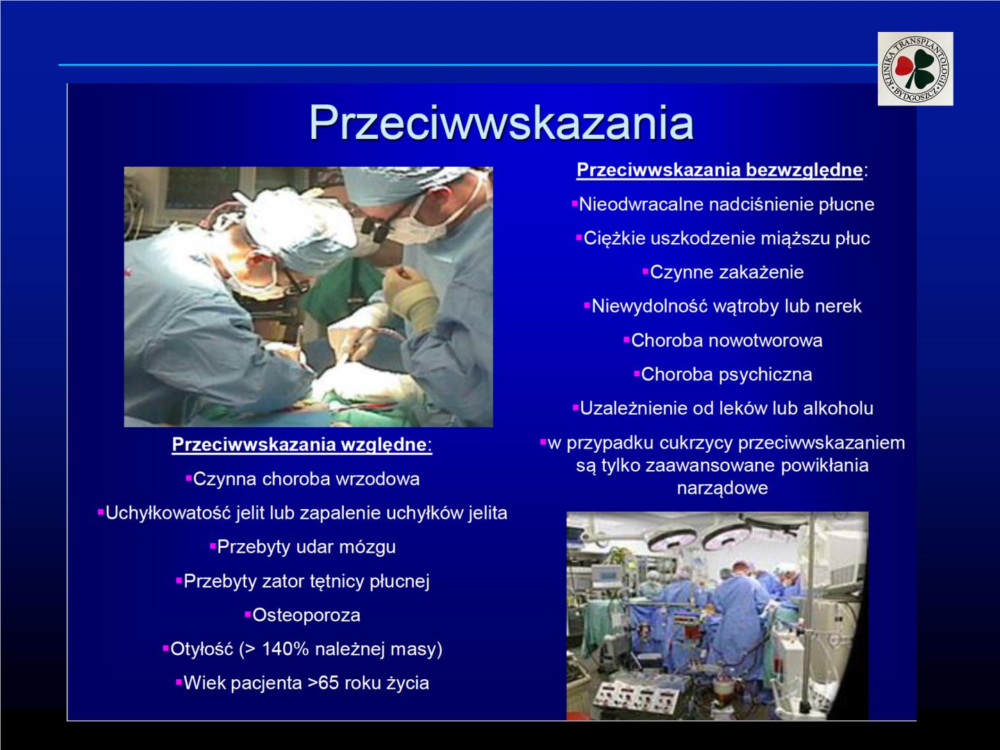 KLINIKA TRANSPLANTOLOGII
BYDGOSZCZ
Przeciwwskazania
Przeciwwskazania bezwzględne:
▪Nieodwracalne nadciśnienie płucne
▪Ciężkie uszkodzenie miąższu płuc
▪Czynne zakażenie
▪Niewydolność wątroby lub nerek
▪Choroba nowotworowa
▪Choroba psychiczna
▪Uzależnienie od leków lub alkoholu
▪w przypadku cukrzycy przeciwwskazaniem
są tylko zaawansowane powikłania
narządowe
Przeciwwskazania względne:
▪Czynna choroba wrzodowa
▪Uchyłkowatość jelit lub zapalenie uchyłków jelita
▪Przebyty udar mózgu
▪Przebyty zator tętnicy płucnej
▪Osteoporoza
▪Otyłość (> 140% należnej masy)
▪Wiek pacjenta >65 roku życia